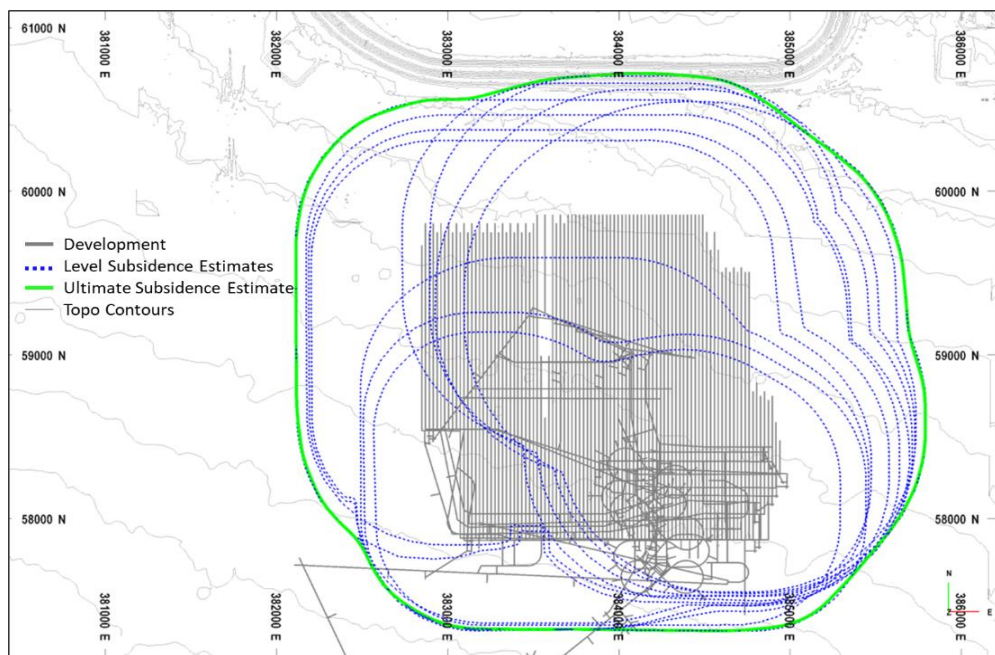 61000 N
381000 E
382000 E
383000 E
384000 E
385000 E
386000 E
60000 N
60000 N
Development
Level Subsidence Estimates
Ultimate Subsidence Estimate
Topo Contours
59000 N
59000 N
58000 N
58000 N
381000 E
382000 E
383000 E
384000 E
385000 E
386000 E
N
Z
E